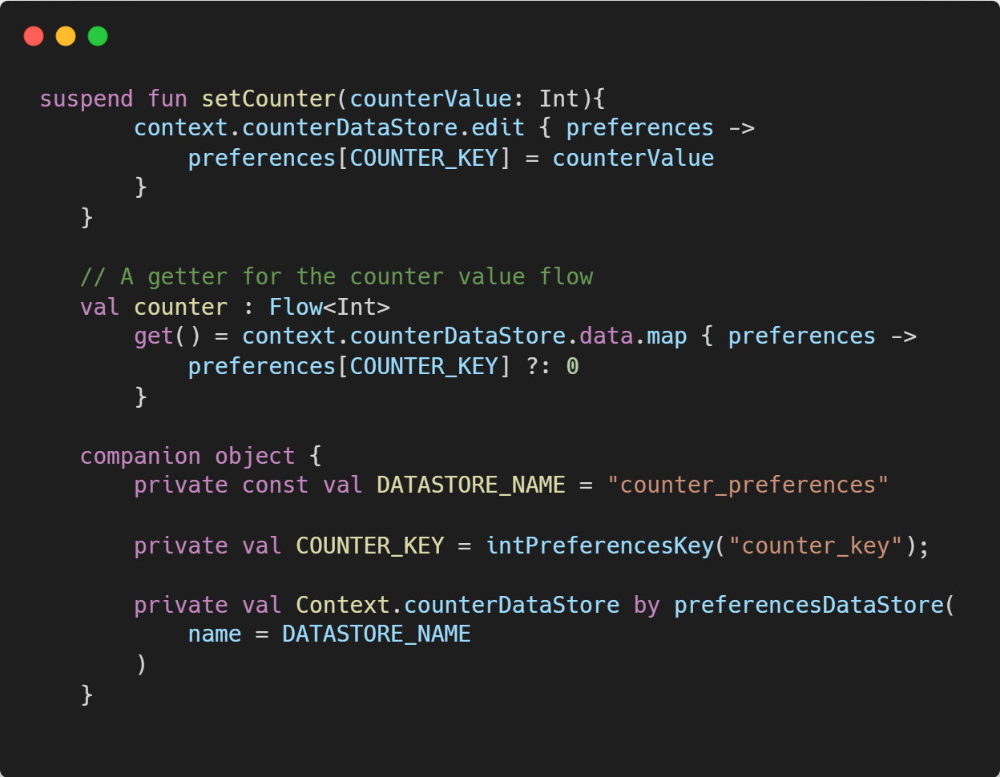 suspend fun setCounter(counterValue: Int){
        context.counterDataStore.edit { preferences ->
            preferences[COUNTER_KEY] = counterValue
        }
    }

    // A getter for the counter value flow
    val counter : Flow<Int>
        get() = context.counterDataStore.data.map { preferences ->
            preferences[COUNTER_KEY] ?: 0
        }

    companion object {
        private const val DATASTORE_NAME = "counter_preferences"

        private val COUNTER_KEY = intPreferencesKey("counter_key");

        private val Context.counterDataStore by preferencesDataStore(
            name = DATASTORE_NAME
        )
    }